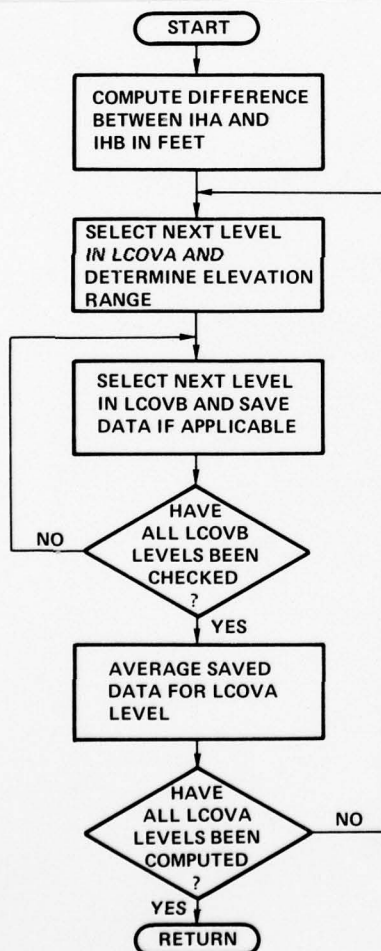 START
COMPUTE DIFFERENCE
BETWEEN IHA AND
IHB IN FEET
SELECT NEXT LEVEL
IN LCOVA AND
DETERMINE ELEVATION
RANGE
SELECT NEXT LEVEL
IN LCOVB AND SAVE
DATA IF APPLICABLE
HAVE
ALL LCOVB
LEVELS BEEN
CHECKED
?
NO
YES
AVERAGE SAVED
DATA FOR LCOVA
LEVEL
HAVE
ALL LCOVA
LEVELS BEEN
COMPUTED
?
NO
YES
RETURN